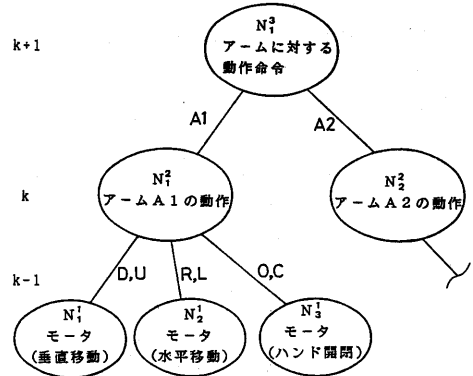 k+1
N₁³
アームに対する
動作命令
A1
A2
k
N₁²
アームA1の動作
N₂²
アームA2の動作
k-1
D,U
R,L
O,C
N₁¹
モータ
(垂直移動)
N₂¹
モータ
(水平移動)
N₃¹
モータ
(ハンド開閉)